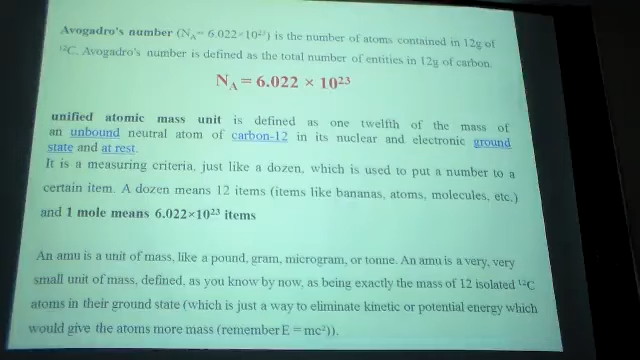 Avogadro's number (Nₐ= 6.022×10²³) is the number of atoms contained in 12g of
¹²C. Avogadro's number is defined as the total number of entities in 12g of carbon.
Nₐ = 6.022 × 10²³
unified atomic mass unit is defined as one twelfth of the mass of
an unbound neutral atom of carbon-12 in its nuclear and electronic ground
state and at rest.
It is a measuring criteria, just like a dozen, which is used to put a number to a
certain item. A dozen means 12 items (items like bananas, atoms, molecules, etc.)
and 1 mole means 6.022×10²³ items
An amu is a unit of mass, like a pound, gram, microgram, or tonne. An amu is a very, very
small unit of mass, defined, as you know by now, as being exactly the mass of 12 isolated ¹²C
atoms in their ground state (which is just a way to eliminate kinetic or potential energy which
would give the atoms more mass (remember E = mc²)).